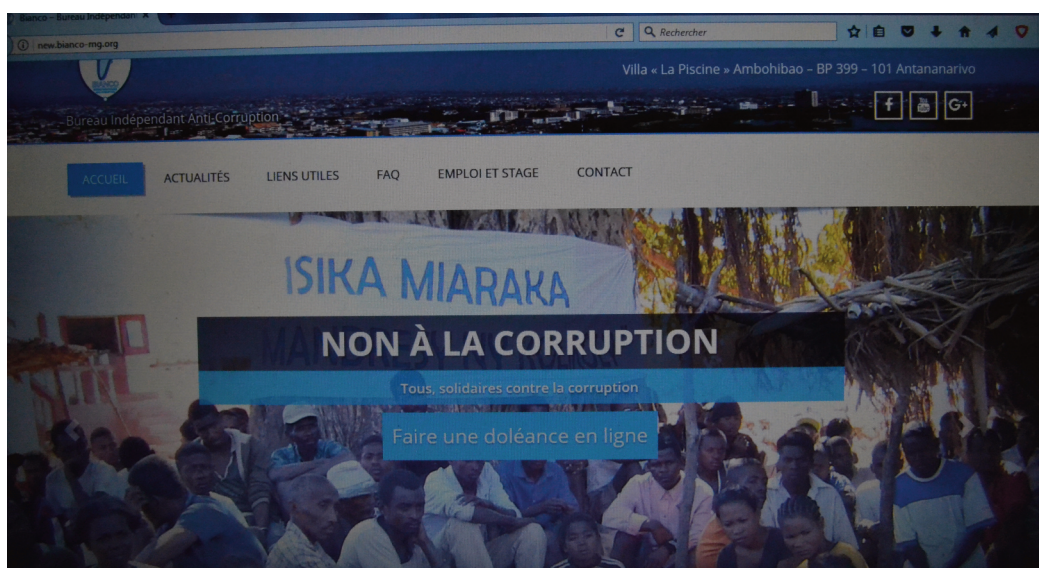 Bianco – Bureau Indépendant
new.bianco-mg.org
Rechercher
BIANCO
Villa « La Piscine » Ambohibao – BP 399 – 101 Antananarivo
Bureau Indépendant Anti-Corruption
f
You
G+
ACCUEIL
ACTUALITÉS
LIENS UTILES
FAQ
EMPLOI ET STAGE
CONTACT
ISIKA MIARAKA
NON À LA CORRUPTION
Tous, solidaires contre la corruption
Faire une doléance en ligne